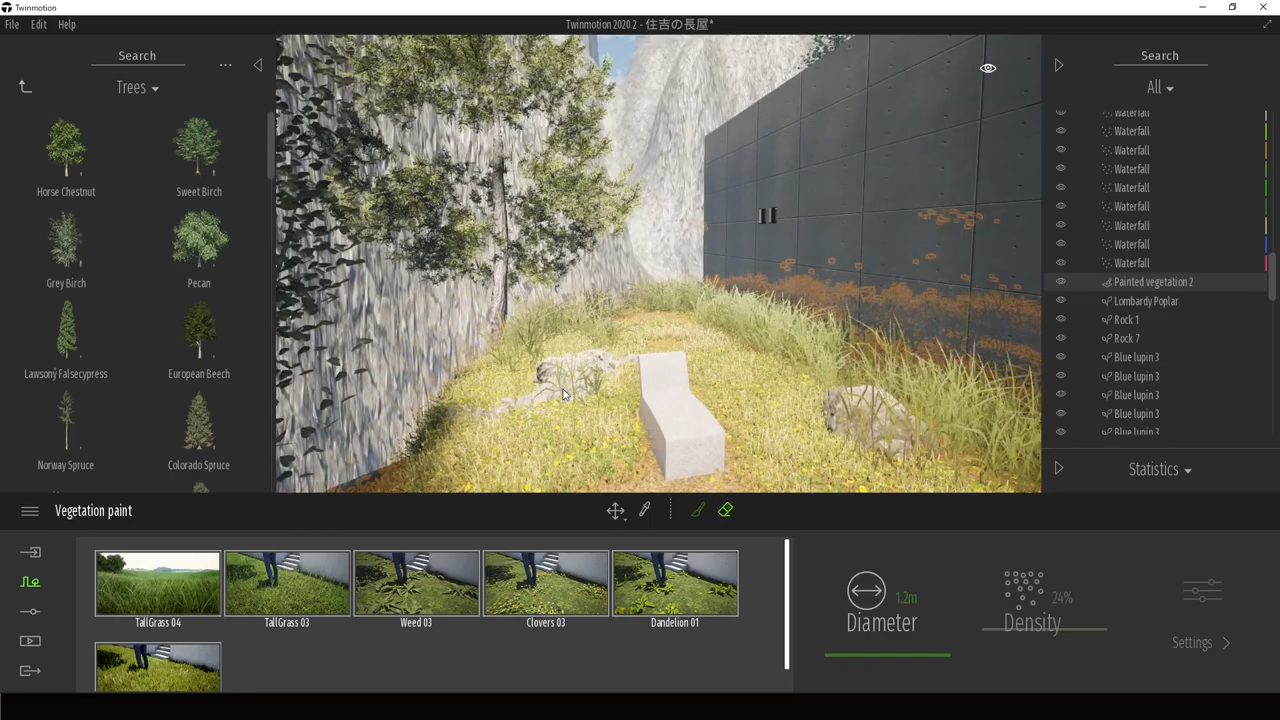 Twinmotion
File Edit Help
Twinmotion 2020.2 - 住吉の長屋*
Search
...
Trees
Horse Chestnut
Sweet Birch
Grey Birch
Pecan
Lawsony Falsecypress
European Beech
Norway Spruce
Colorado Spruce
Search
All
Waterfall
Waterfall
Waterfall
Waterfall
Waterfall
Waterfall
Waterfall
Waterfall
Waterfall
Painted vegetation 2
Lombardy Poplar
Rock 1
Rock 7
Blue lupin 3
Blue lupin 3
Blue lupin 3
Blue lupin 3
Blue lupin 3
Statistics
Vegetation paint
TallGrass 04
TallGrass 03
Weed 03
Clovers 03
Dandelion 01
1.2m
Diameter
24%
Density
Settings